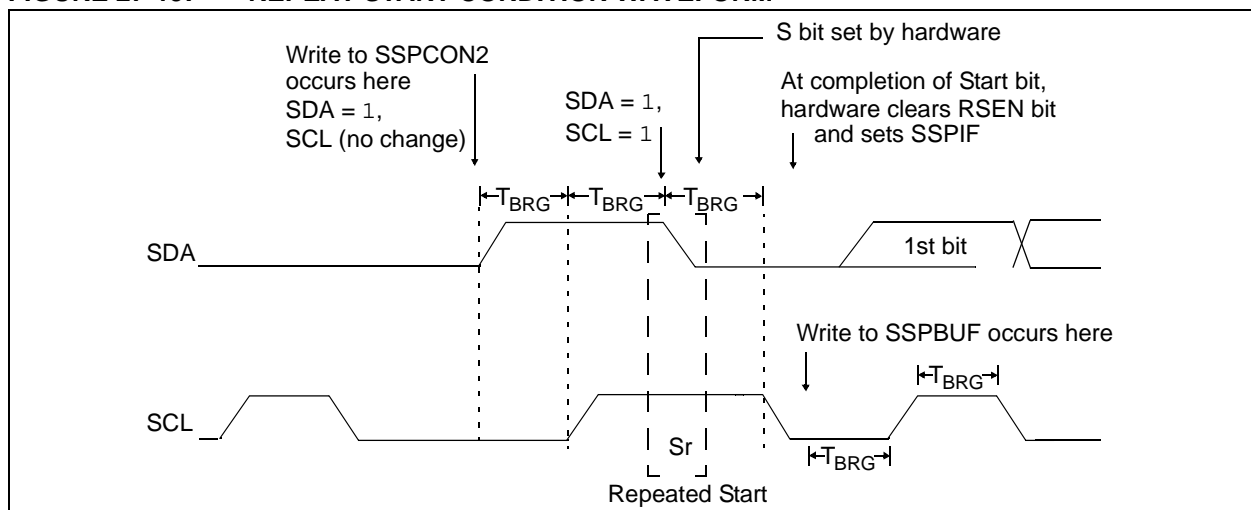 S bit set by hardware
Write to SSPCON2
occurs here
SDA = 1,
SCL (no change)
SDA = 1,
SCL = 1
At completion of Start bit,
hardware clears RSEN bit
and sets SSPIF
TBRG TBRG TBRG
SDA
1st bit
Write to SSPBUF occurs here
TBRG
SCL
Sr
TBRG
Repeated Start